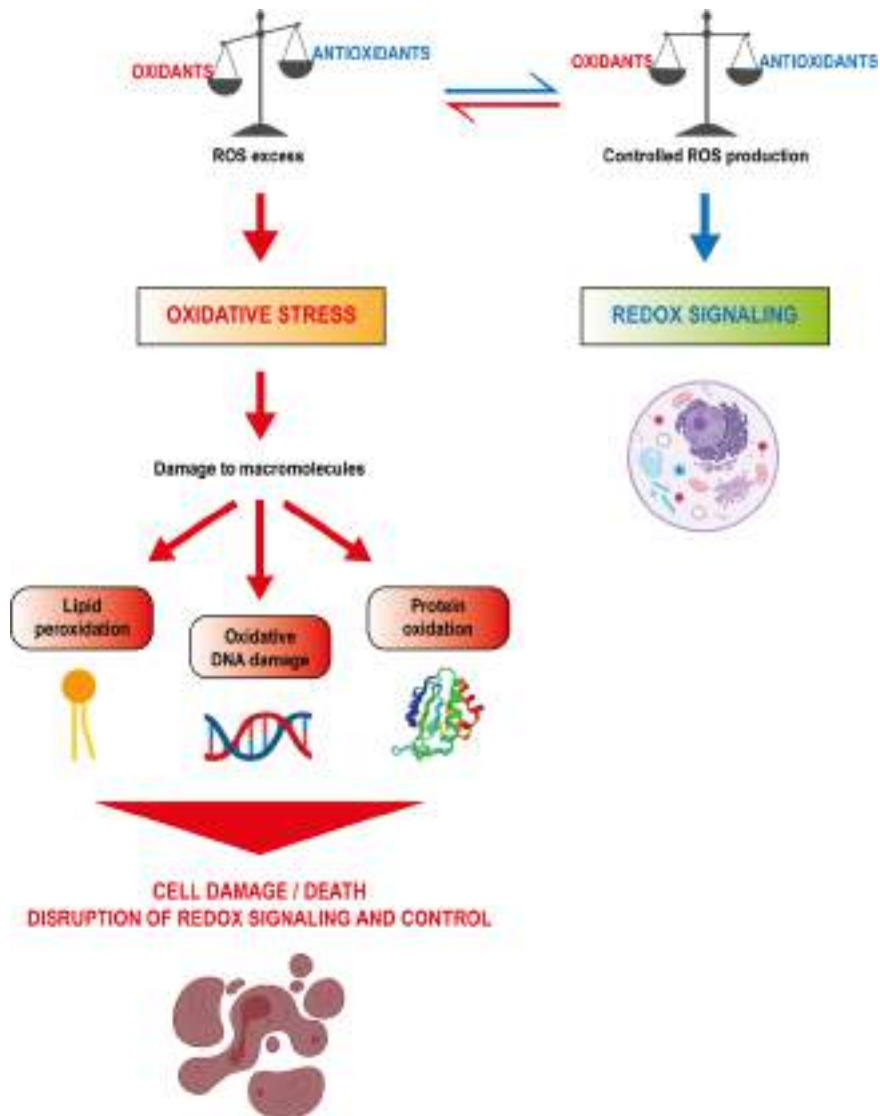 OXIDANTS
ANTIOXIDANTS
ROS excess
OXIDANTS
ANTIOXIDANTS
Controlled ROS production
OXIDATIVE STRESS
REDOX SIGNALING
Damage to macromolecules
Lipid
peroxidation
Oxidative
DNA damage
Protein
oxidation
CELL DAMAGE / DEATH
DISRUPTION OF REDOX SIGNALING AND CONTROL